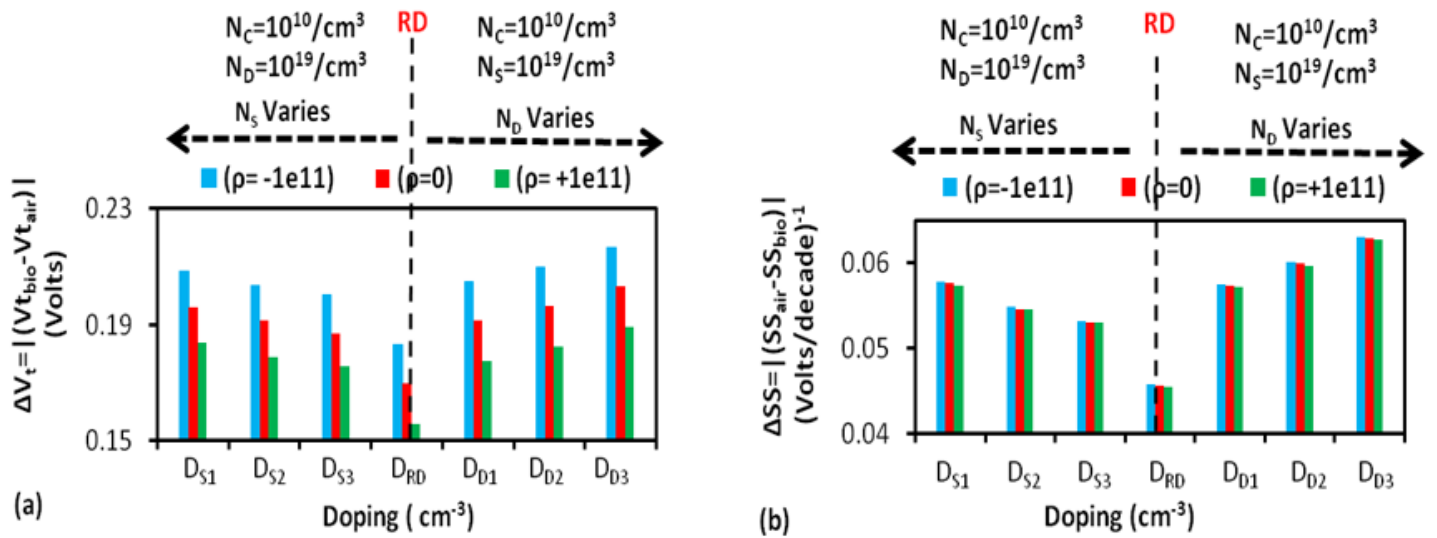 N_C=10^10/cm^3 RD N_C=10^10/cm^3
N_D=10^19/cm^3 N_S=10^19/cm^3
N_S Varies N_D Varies
(ρ= -1e11) (ρ=0) (ρ= +1e11)
ΔV_t=|(Vt_bio-Vt_air)|
(Volts)
0.23
0.19
0.15
D_S1 D_S2 D_S3 D_RD D_D1 D_D2 D_D3
(a) Doping ( cm^-3)
N_C=10^10/cm^3 RD N_C=10^10/cm^3
N_D=10^19/cm^3 N_S=10^19/cm^3
N_S Varies N_D Varies
(ρ=-1e11) (ρ=0) (ρ=+1e11)
ΔSS=|(SS_air-SS_bio)|
(Volts/decade)^-1
0.06
0.05
0.04
D_S1 D_S2 D_S3 D_RD D_D1 D_D2 D_D3
(b) Doping (cm^-3)